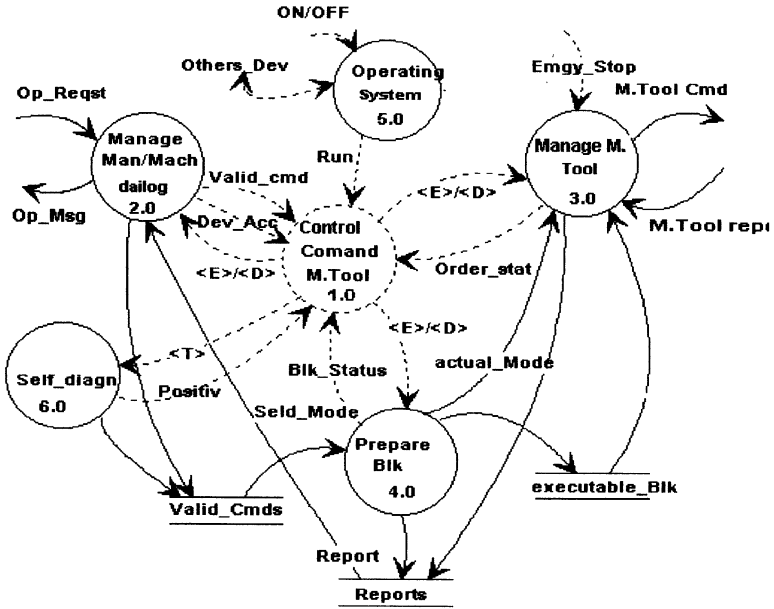 ON/OFF
Others_Dev
Operating
System
5.0
Emgy_Stop
M.Tool Cmd
Op_Reqst
Manage
Man/Mach
dailog
2.0
Op_Msg
Run
Valid_cmd
Dev_Acc
<E>/<D>
Manage M.
Tool
3.0
M.Tool repo
<E>/<D>
Control
Comand
M.Tool
1.0
Order_stat
<E>/<D>
<T>
Self_diagn
6.0
Positiv
Blk_Status
actual_Mode
Seld_Mode
Prepare
Blk
4.0
Valid_Cmds
executable_Blk
Report
Reports